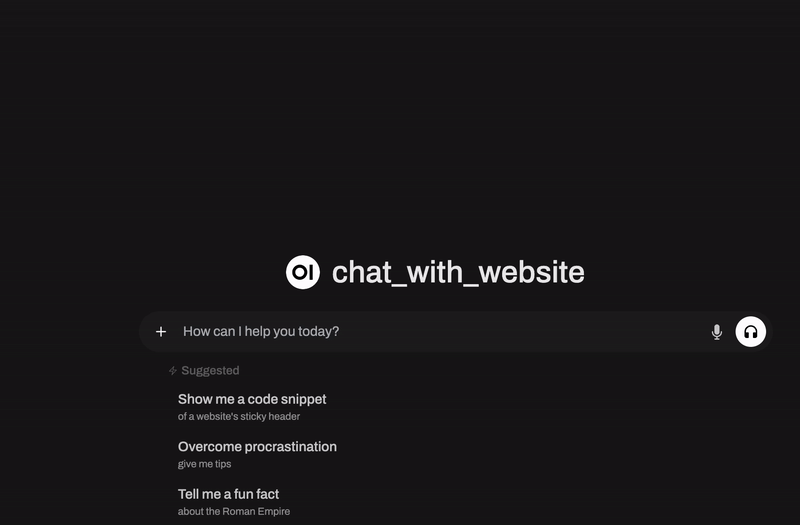 OI chat_with_website
How can I help you today?
Suggested
Show me a code snippet
of a website's sticky header
Overcome procrastination
give me tips
Tell me a fun fact
about the Roman Empire